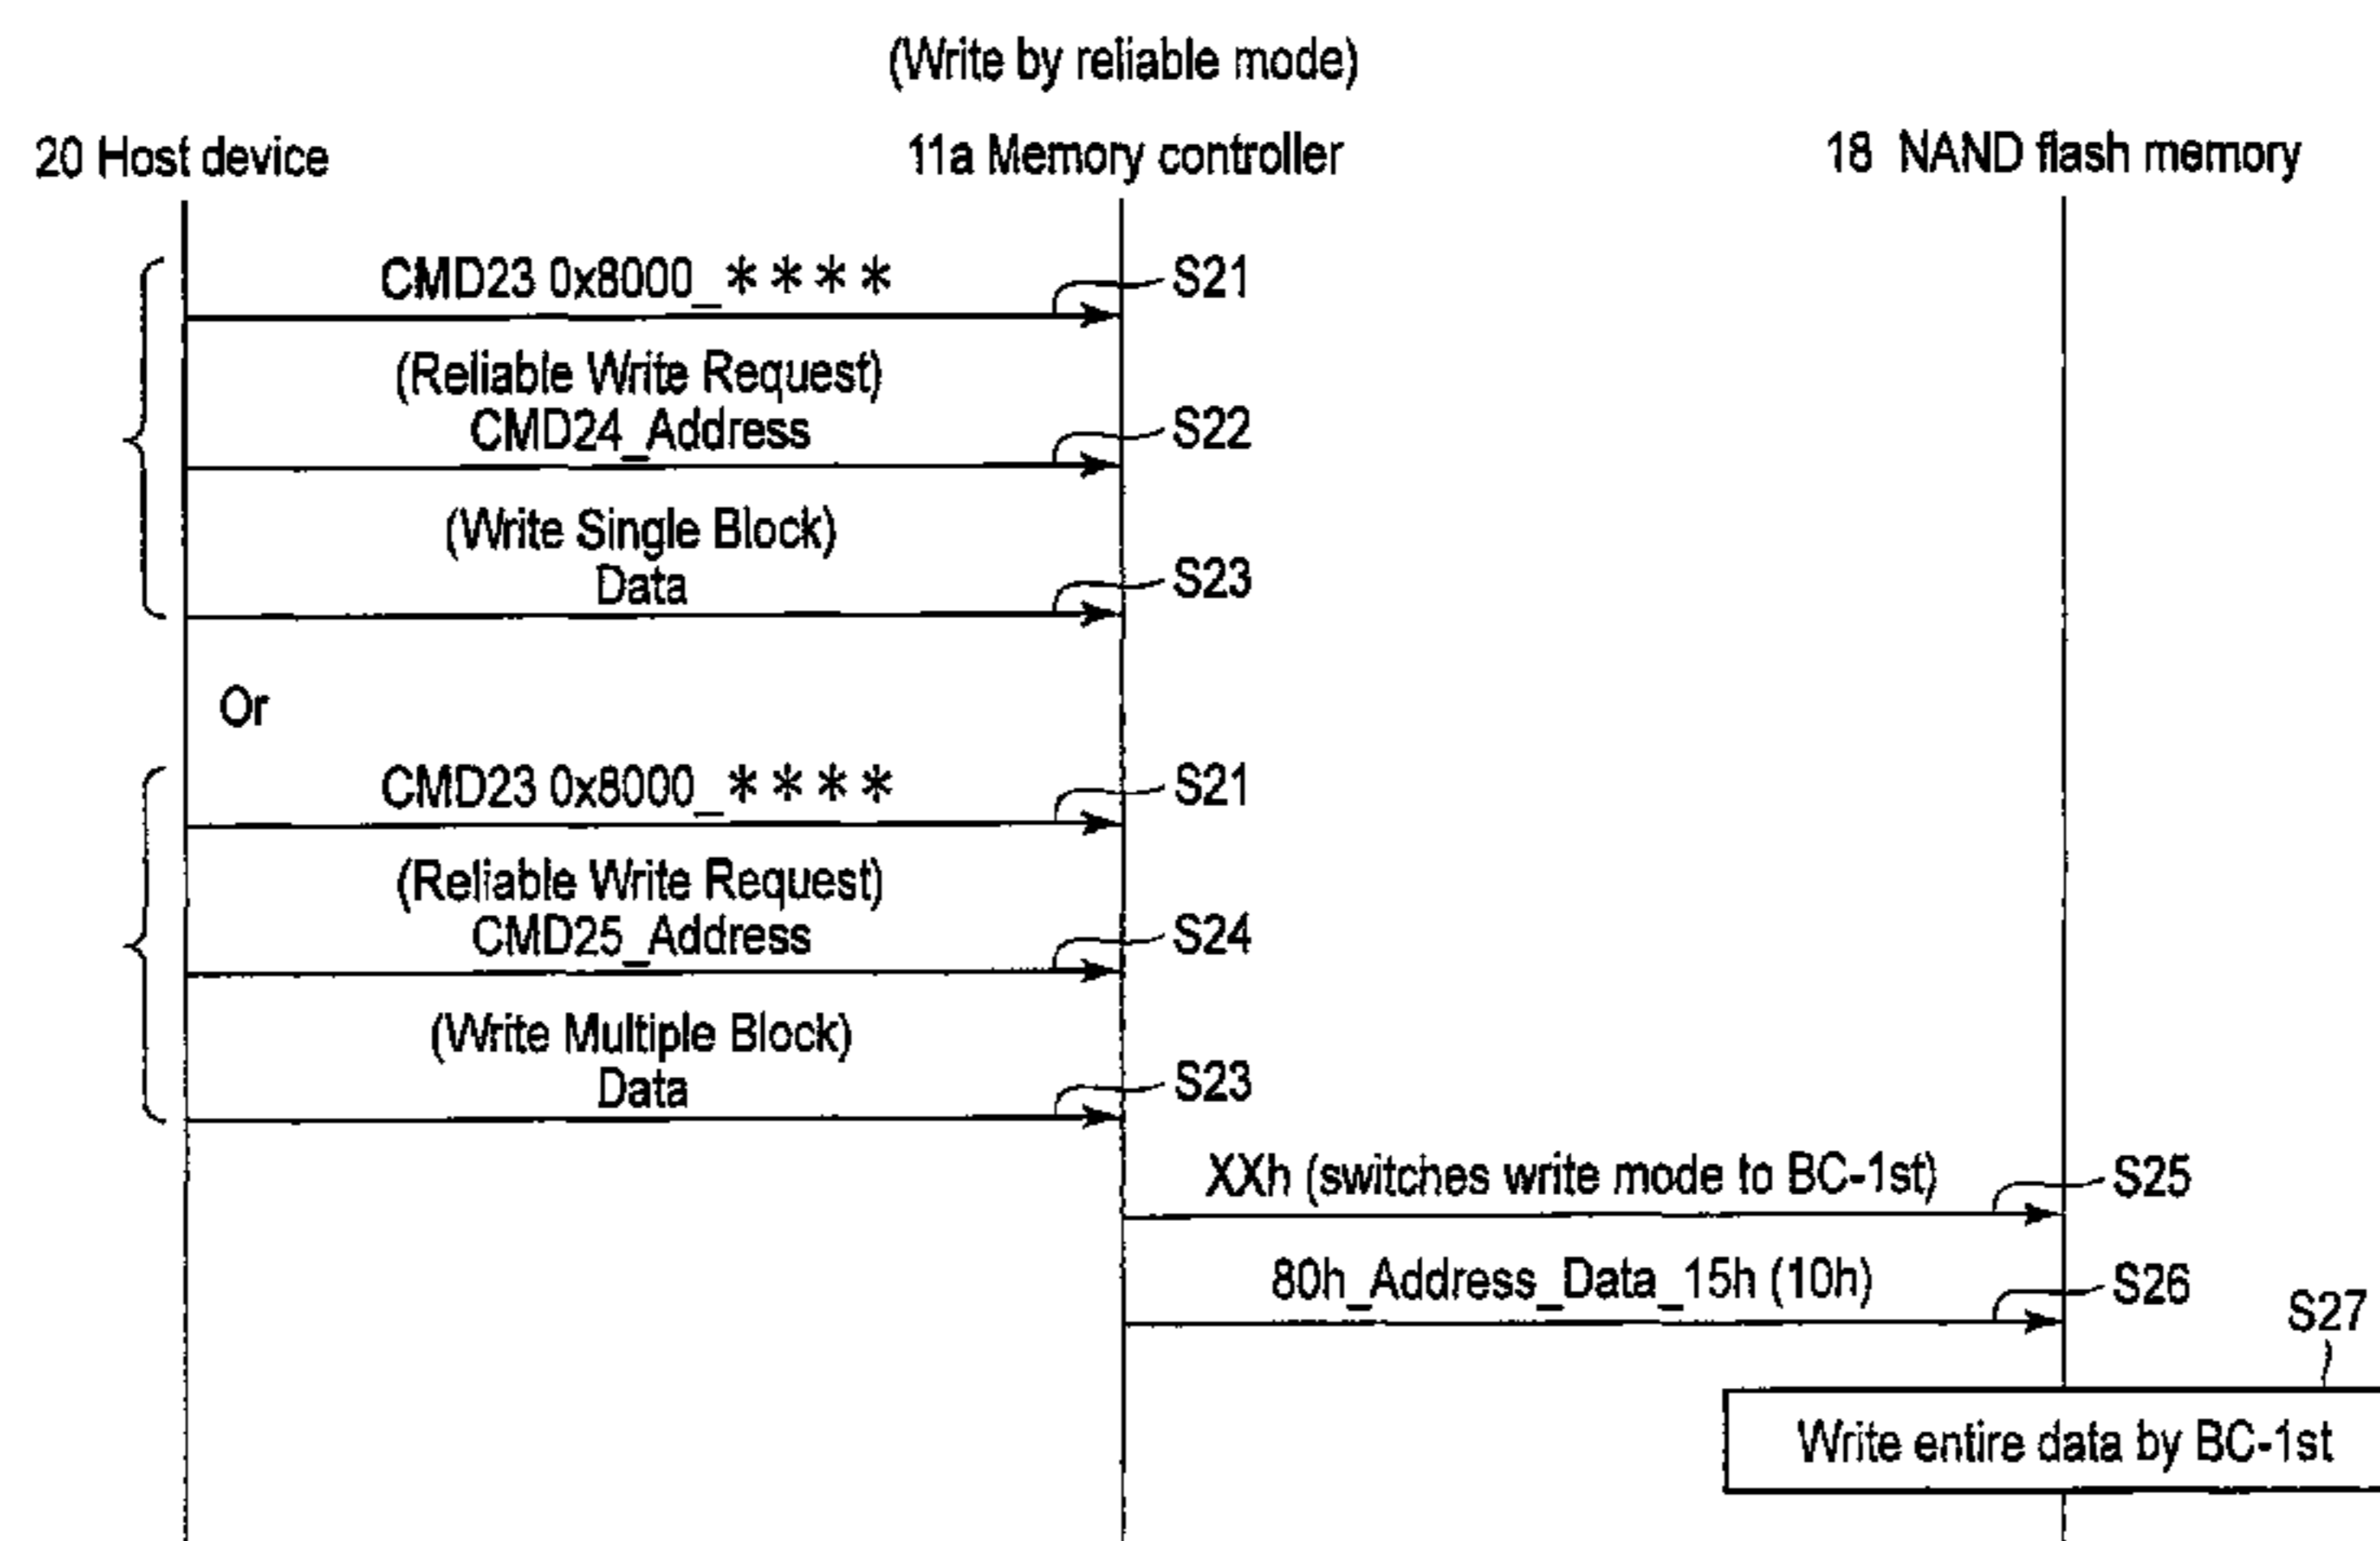 (Write by reliable mode)
20 Host device
11a Memory controller
18 NAND flash memory
CMD23 0x8000_****
S21
(Reliable Write Request)
CMD24_Address
S22
(Write Single Block)
Data
S23
Or
CMD23 0x8000_****
S21
(Reliable Write Request)
CMD25_Address
S24
(Write Multiple Block)
Data
S23
XXh (switches write mode to BC-1st)
S25
80h_Address_Data_15h (10h)
S26
S27
Write entire data by BC-1st